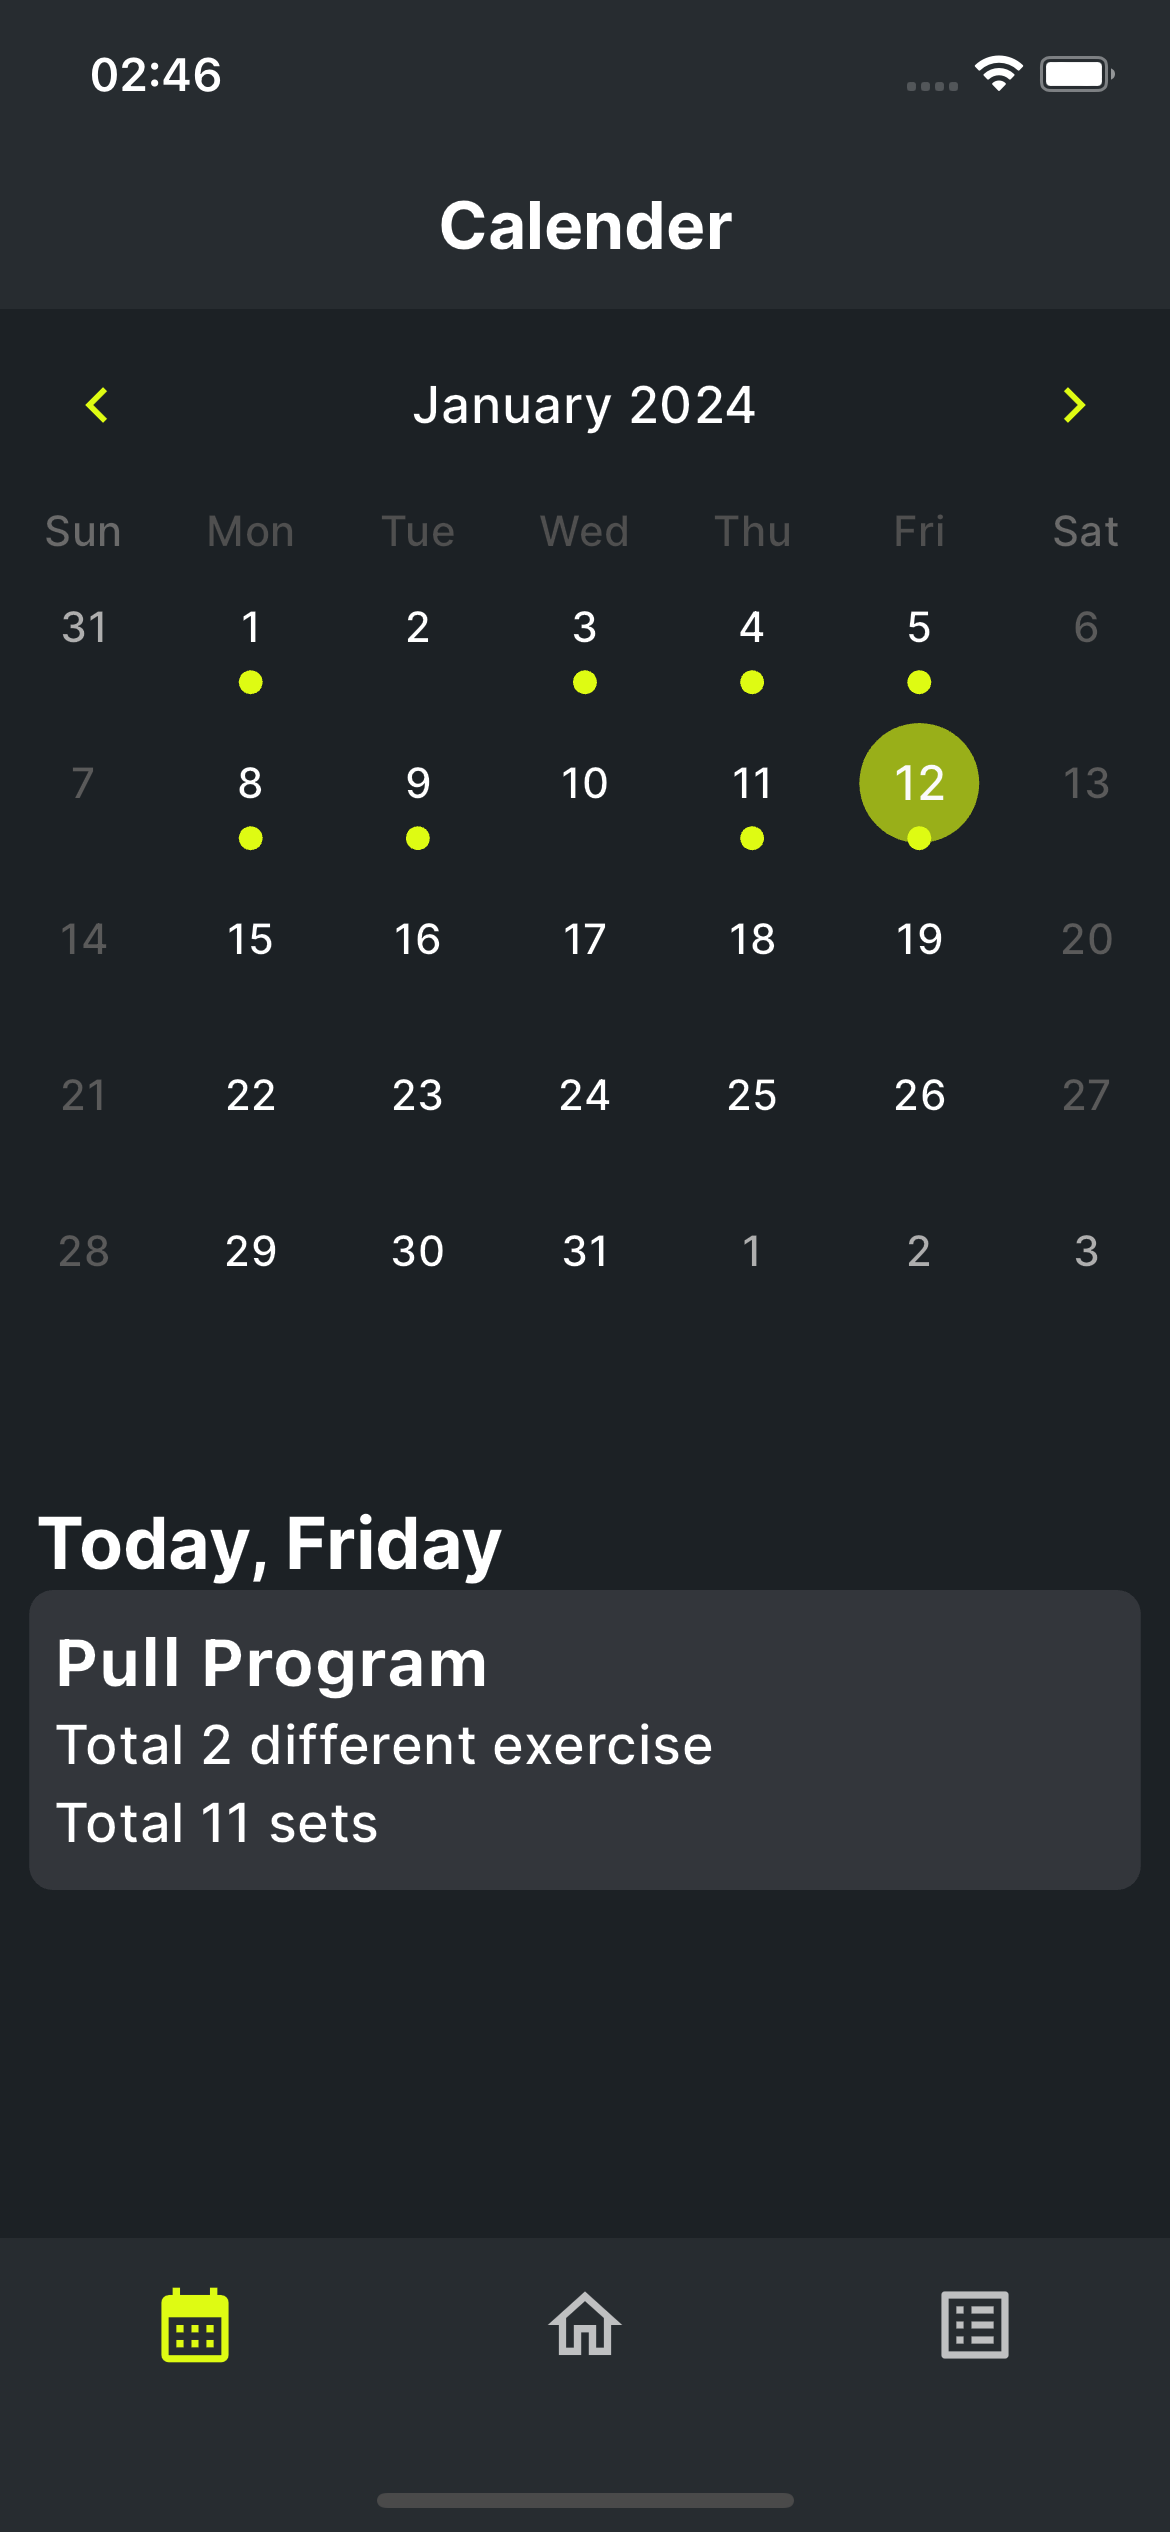 02:46
Calender
January 2024
Sun Mon Tue Wed Thu Fri Sat
31 1 2 3 4 5 6
7 8 9 10 11 12 13
14 15 16 17 18 19 20
21 22 23 24 25 26 27
28 29 30 31 1 2 3
Today, Friday
Pull Program
Total 2 different exercise
Total 11 sets